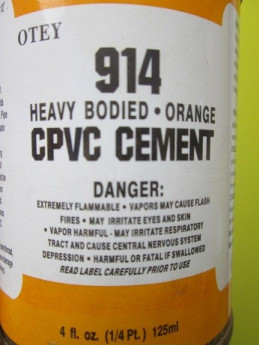 OTEY
914
HEAVY BODIED • ORANGE
CPVC CEMENT
DANGER:
EXTREMELY FLAMMABLE • VAPORS MAY CAUSE FLASH
FIRES • MAY IRRITATE EYES AND SKIN
• VAPOR HARMFUL - MAY IRRITATE RESPIRATORY
TRACT AND CAUSE CENTRAL NERVOUS SYSTEM
DEPRESSION • HARMFUL OR FATAL IF SWALLOWED
READ LABEL CAREFULLY PRIOR TO USE
4 fl. oz. (1/4 Pt.) 125ml